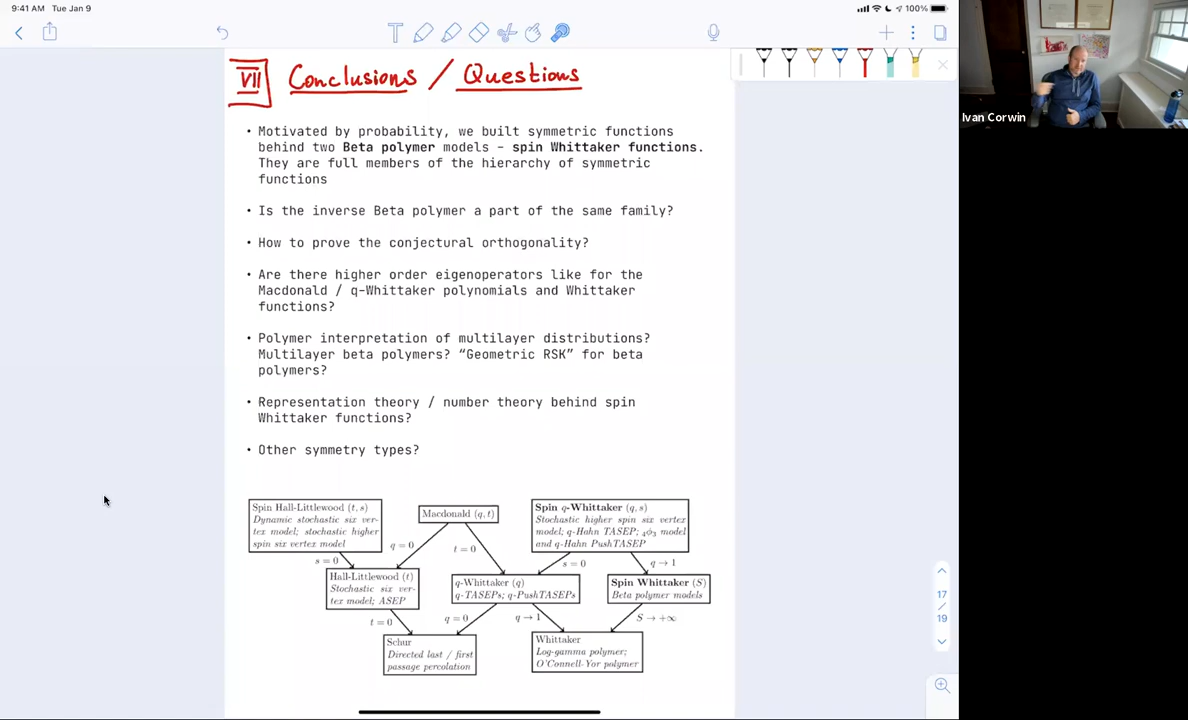 9:41 AM Tue Jan 9
100%
VII Conclusions / Questions
Ivan Corwin
• Motivated by probability, we built symmetric functions
behind two Beta polymer models – spin Whittaker functions.
They are full members of the hierarchy of symmetric
functions
• Is the inverse Beta polymer a part of the same family?
• How to prove the conjectural orthogonality?
• Are there higher order eigenoperators like for the
Macdonald / q-Whittaker polynomials and Whittaker
functions?
• Polymer interpretation of multilayer distributions?
Multilayer beta polymers? “Geometric RSK” for beta
polymers?
• Representation theory / number theory behind spin
Whittaker functions?
• Other symmetry types?
Spin Hall-Littlewood (t, s)
Dynamic stochastic six ver-
tex model; stochastic higher
spin six vertex model
Macdonald (q, t)
Spin q-Whittaker (q, s)
Stochastic higher spin six vertex
model; q-Hahn TASEP; ₄φ₃ model
and q-Hahn PushTASEP
s = 0
q = 0
t = 0
s = 0
q → 1
Hall-Littlewood (t)
Stochastic six ver-
tex model; ASEP
q-Whittaker (q)
q-TASEPs; q-PushTASEPs
Spin Whittaker (S)
Beta polymer models
t = 0
q = 0
q → 1
S → +∞
Schur
Directed last / first
passage percolation
Whittaker
Log-gamma polymer;
O'Connell-Yor polymer
17
/
19